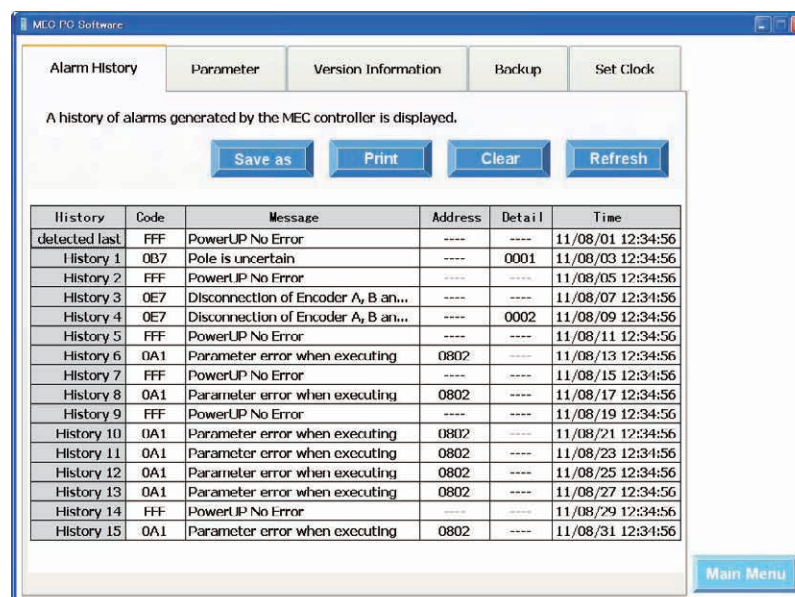 MEC PC Software
Alarm History Parameter Version Information Backup Set Clock
A history of alarms generated by the MEC controller is displayed.
Save as Print Clear Refresh
History Code Message Address Detail Time
detected last FFF PowerUP No Error ---- ---- 11/08/01 12:34:56
History 1 0B7 Pole is uncertain ---- 0001 11/08/03 12:34:56
History 2 FFF PowerUP No Error ---- ---- 11/08/05 12:34:56
History 3 0E7 Disconnection of Encoder A, B an... ---- ---- 11/08/07 12:34:56
History 4 0E7 Disconnection of Encoder A, B an... ---- 0002 11/08/09 12:34:56
History 5 FFF PowerUP No Error ---- ---- 11/08/11 12:34:56
History 6 0A1 Parameter error when executing 0802 ---- 11/08/13 12:34:56
History 7 FFF PowerUP No Error ---- ---- 11/08/15 12:34:56
History 8 0A1 Parameter error when executing 0802 ---- 11/08/17 12:34:56
History 9 FFF PowerUP No Error ---- ---- 11/08/19 12:34:56
History 10 0A1 Parameter error when executing 0802 ---- 11/08/21 12:34:56
History 11 0A1 Parameter error when executing 0802 ---- 11/08/23 12:34:56
History 12 0A1 Parameter error when executing 0802 ---- 11/08/25 12:34:56
History 13 0A1 Parameter error when executing 0802 ---- 11/08/27 12:34:56
History 14 FFF PowerUP No Error ---- ---- 11/08/29 12:34:56
History 15 0A1 Parameter error when executing 0802 ---- 11/08/31 12:34:56
Main Menu